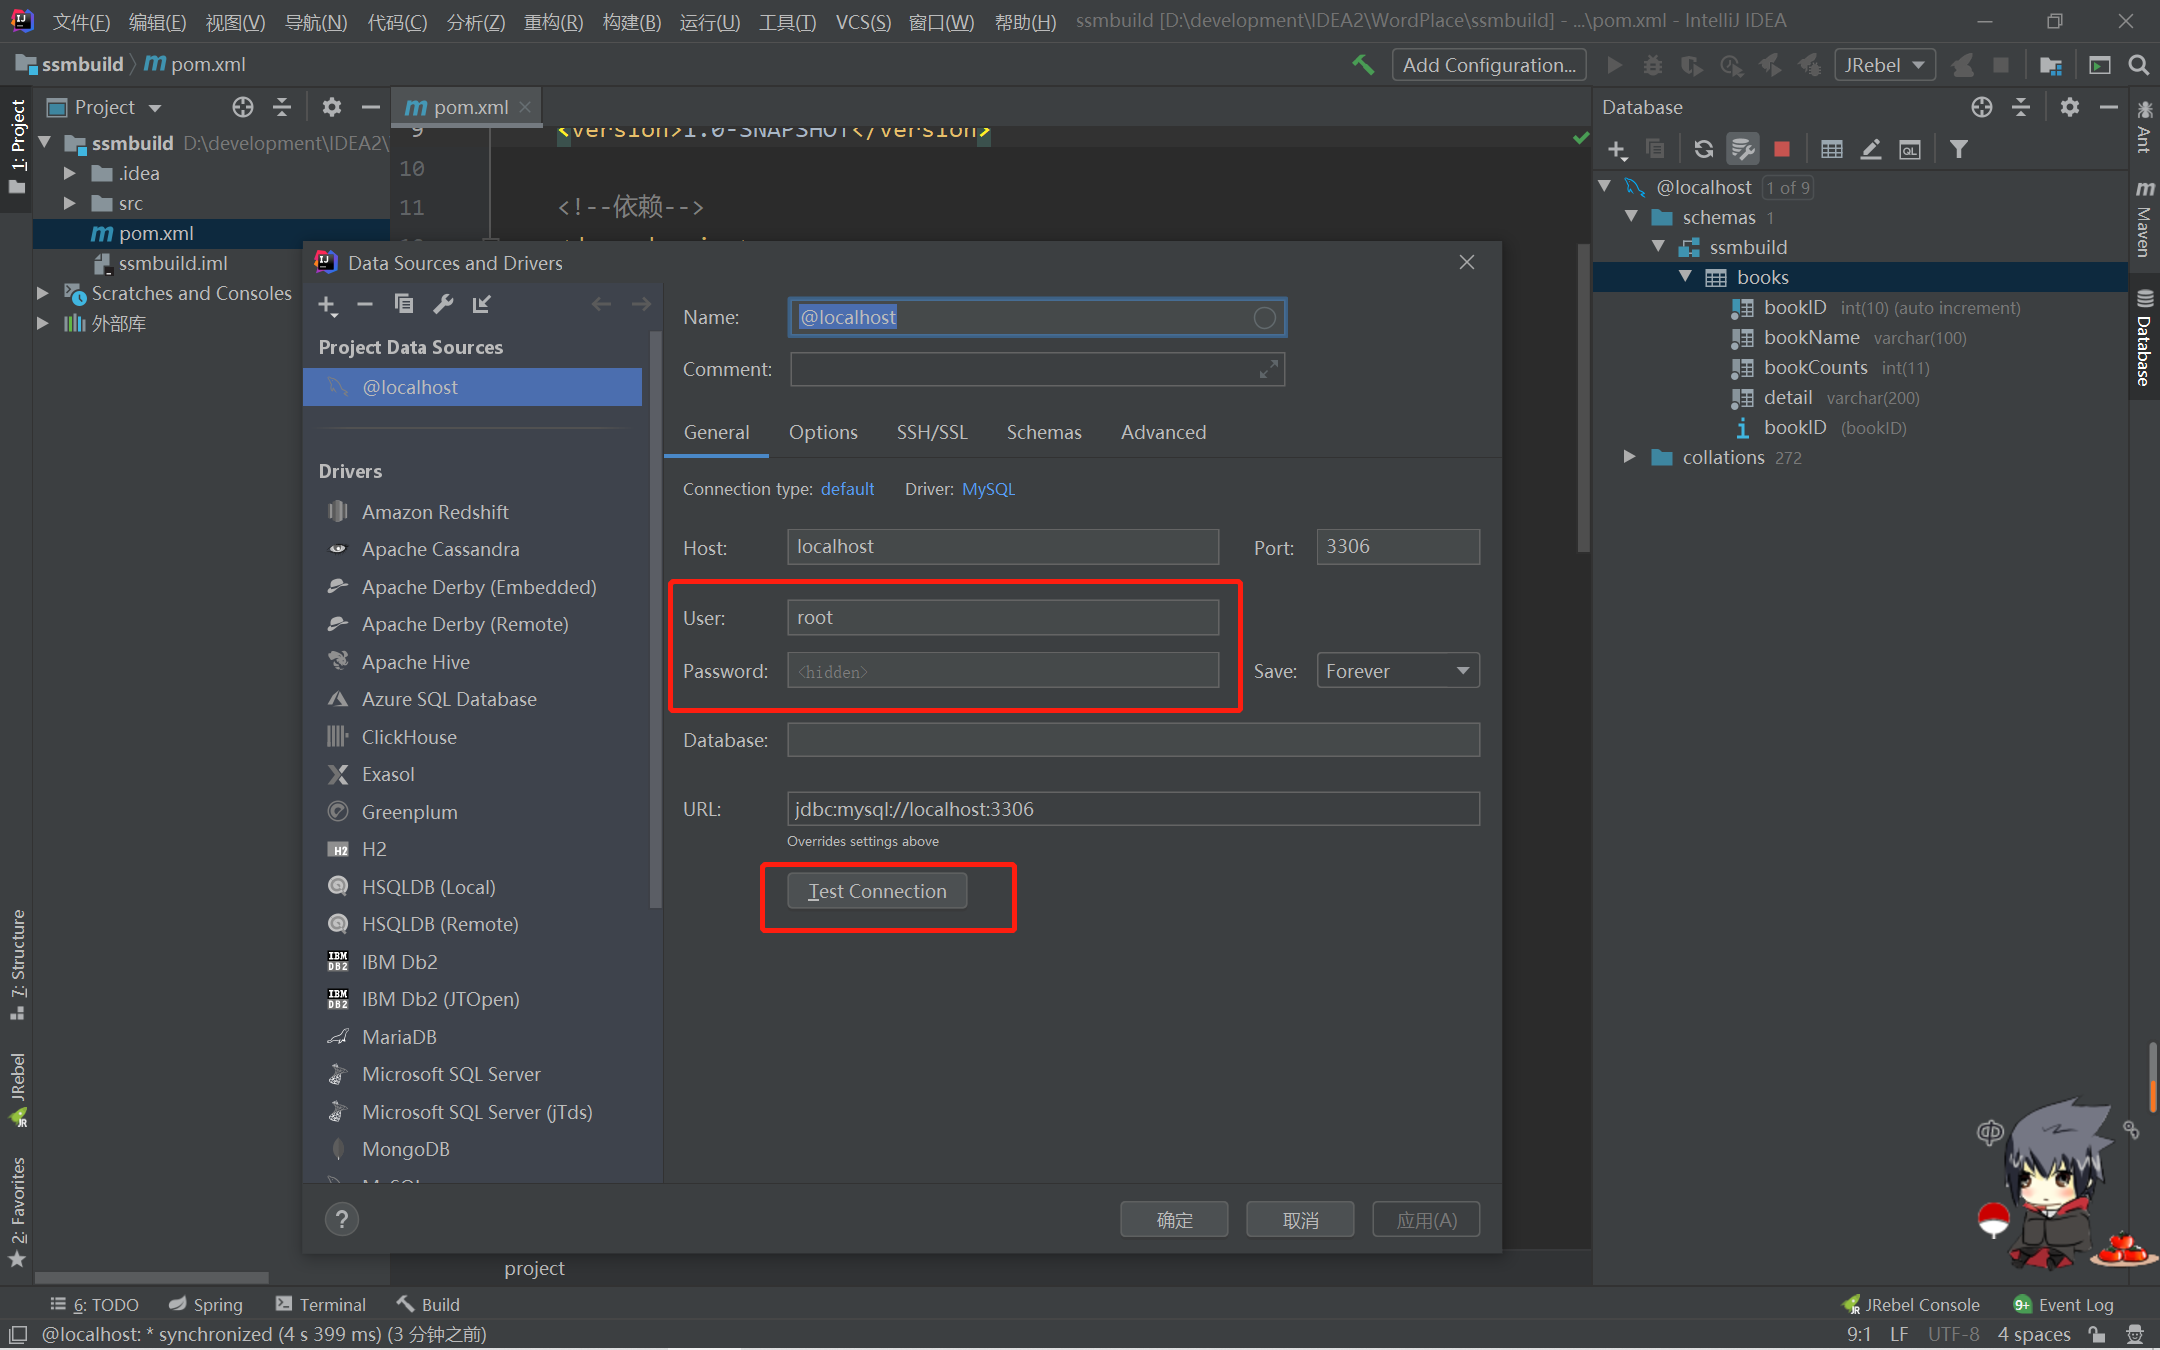 文件(F) 编辑(E) 视图(V) 导航(N) 代码(C) 分析(Z) 重构(R) 构建(B) 运行(U) 工具(T) VCS(S) 窗口(W) 帮助(H) ssmbuild [D:\development\IDEA2\WordPlace\ssmbuild] - ...\pom.xml - IntelliJ IDEA
ssmbuild pom.xml Add Configuration... JRebel
1: Project
Project
pom.xml
Database
Ant
ssmbuild D:\development\IDEA2\
9 <version>1.0-SNAPSHOT</version>
.idea
10
src
11 <!--依赖-->
pom.xml
ssmbuild.iml
Scratches and Consoles
外部库
@localhost 1 of 9
schemas 1
ssmbuild
books
bookID int(10) (auto increment)
bookName varchar(100)
bookCounts int(11)
detail varchar(200)
bookID (bookID)
collations 272
Maven
Database
Data Sources and Drivers
Project Data Sources
@localhost
Drivers
Amazon Redshift
Apache Cassandra
Apache Derby (Embedded)
Apache Derby (Remote)
Apache Hive
Azure SQL Database
ClickHouse
Exasol
Greenplum
H2
HSQLDB (Local)
HSQLDB (Remote)
IBM Db2
IBM Db2 (JTOpen)
MariaDB
Microsoft SQL Server
Microsoft SQL Server (jTds)
MongoDB
Name: @localhost
Comment:
General Options SSH/SSL Schemas Advanced
Connection type: default Driver: MySQL
Host: localhost Port: 3306
User: root
Password: <hidden> Save: Forever
Database:
URL: jdbc:mysql://localhost:3306
Overrides settings above
Test Connection
? 确定 取消 应用(A)
7: Structure
JRebel
2: Favorites
project
中
6: TODO Spring Terminal Build JRebel Console 9+ Event Log
@localhost: * synchronized (4 s 399 ms) (3 分钟之前) 9:1 LF UTF-8 4 spaces